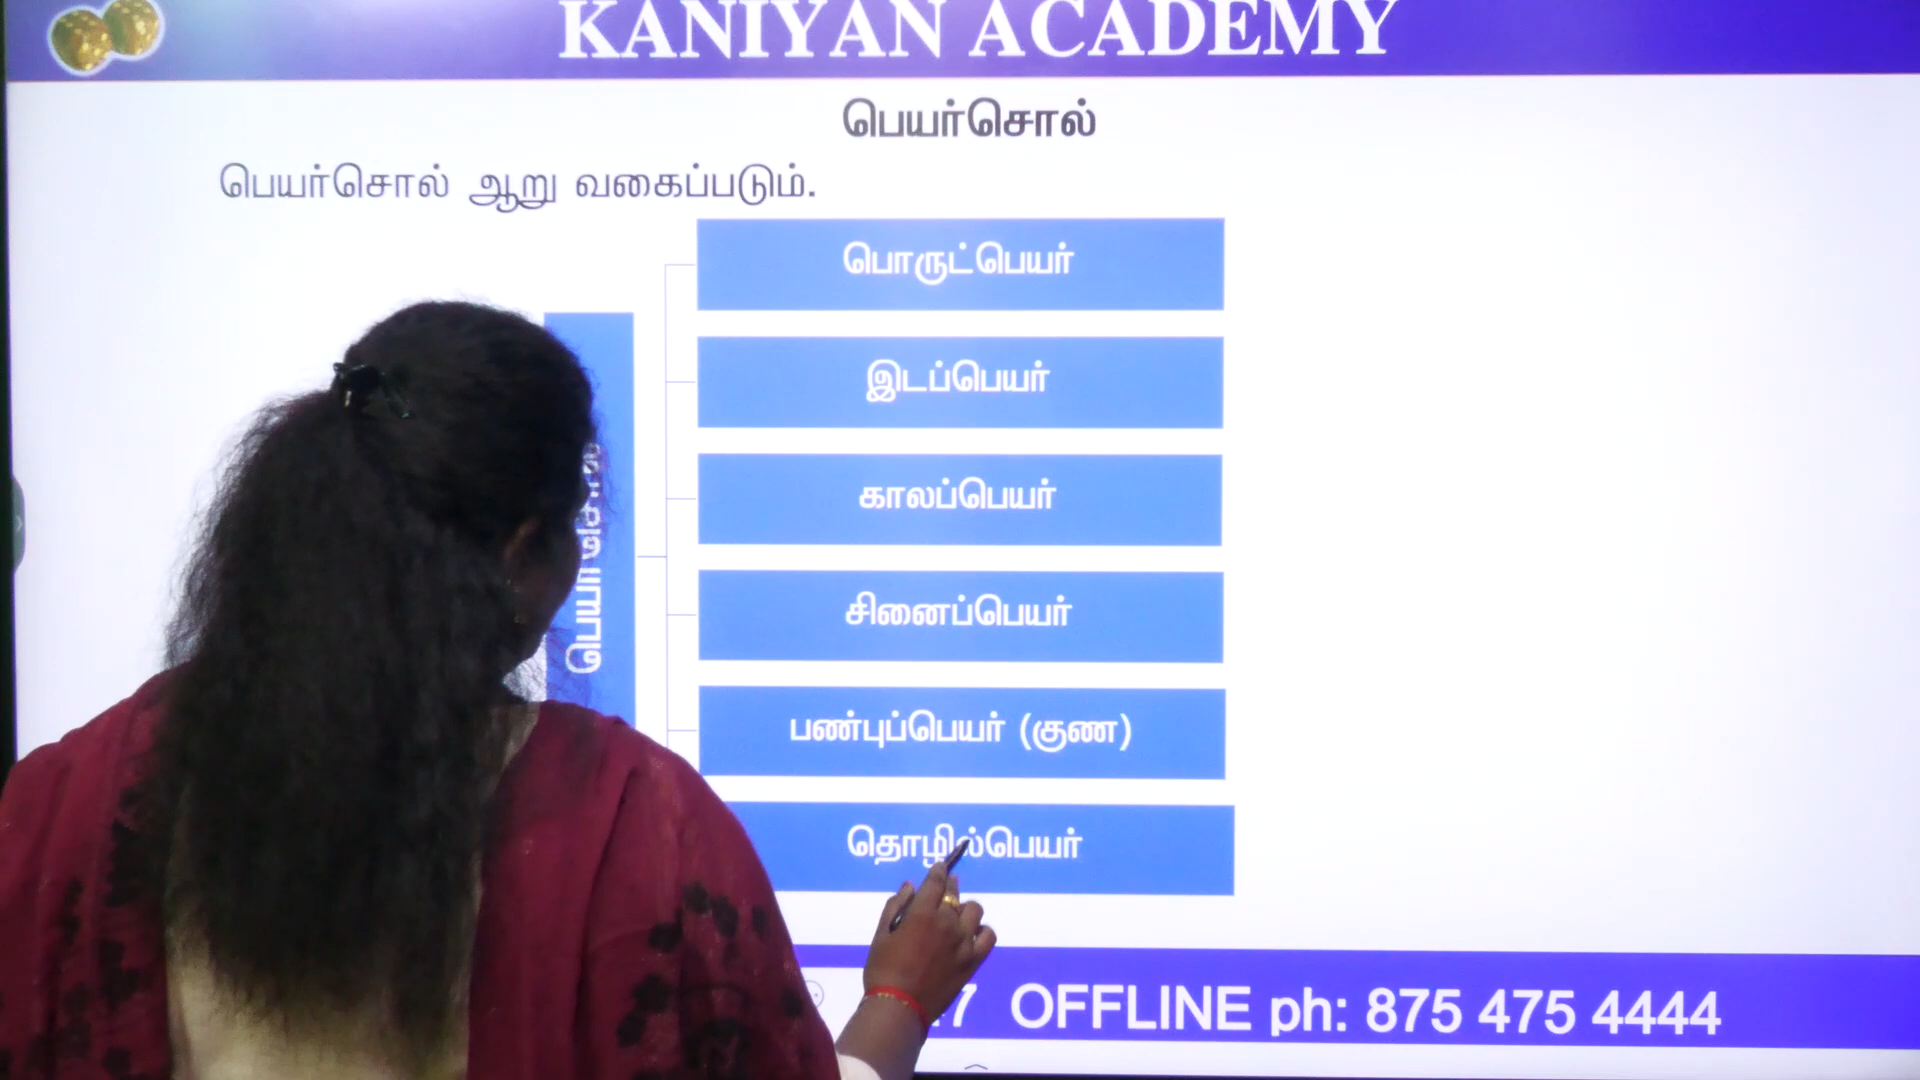 KANIYAN ACADEMY
பெயர்சொல்
பெயர்சொல் ஆறு வகைப்படும்.
பொருட்பெயர்
இடப்பெயர்
காலப்பெயர்
சினைப்பெயர்
பண்புப்பெயர் (குண)
தொழில்பெயர்
OFFLINE ph: 875 475 4444